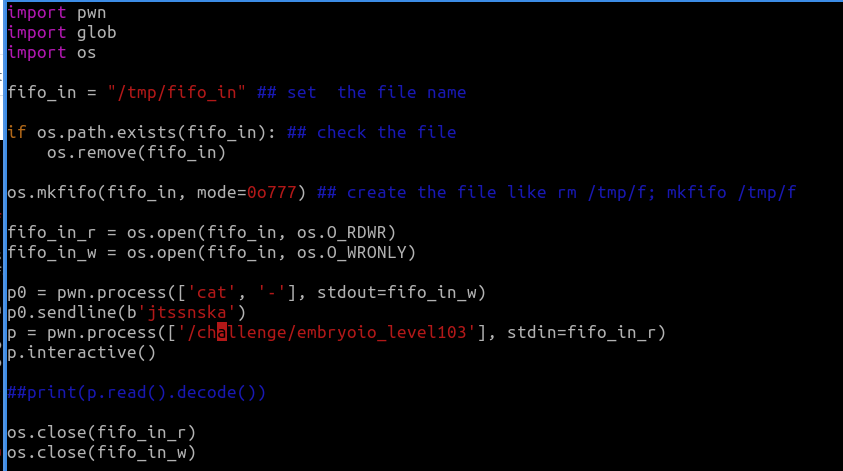 import pwn
import glob
import os
fifo_in = "/tmp/fifo_in" ## set  the file name
if os.path.exists(fifo_in): ## check the file
    os.remove(fifo_in)
os.mkfifo(fifo_in, mode=0o777) ## create the file like rm /tmp/f; mkfifo /tmp/f
fifo_in_r = os.open(fifo_in, os.O_RDWR)
fifo_in_w = os.open(fifo_in, os.O_WRONLY)
p0 = pwn.process(['cat', '-'], stdout=fifo_in_w)
p0.sendline(b'jtssnska')
p = pwn.process(['/challenge/embryoio_level103'], stdin=fifo_in_r)
p.interactive()
##print(p.read().decode())
os.close(fifo_in_r)
os.close(fifo_in_w)